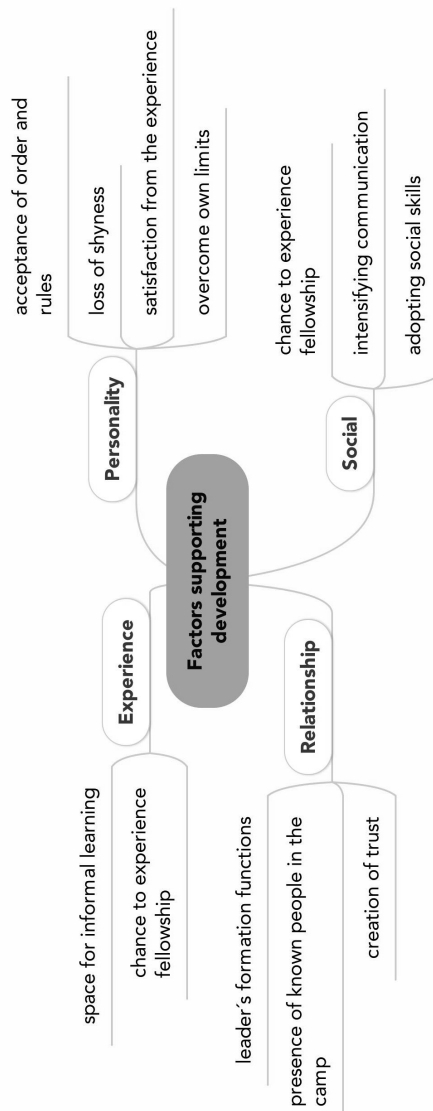 Factors supporting
development
Experience
space for informal learning
chance to experience
fellowship
Relationship
leader´s formation functions
presence of known people in the
camp
creation of trust
Personality
acceptance of order and
rules
loss of shyness
satisfaction from the experience
overcome own limits
Social
chance to experience
fellowship
intensifying communication
adopting social skills